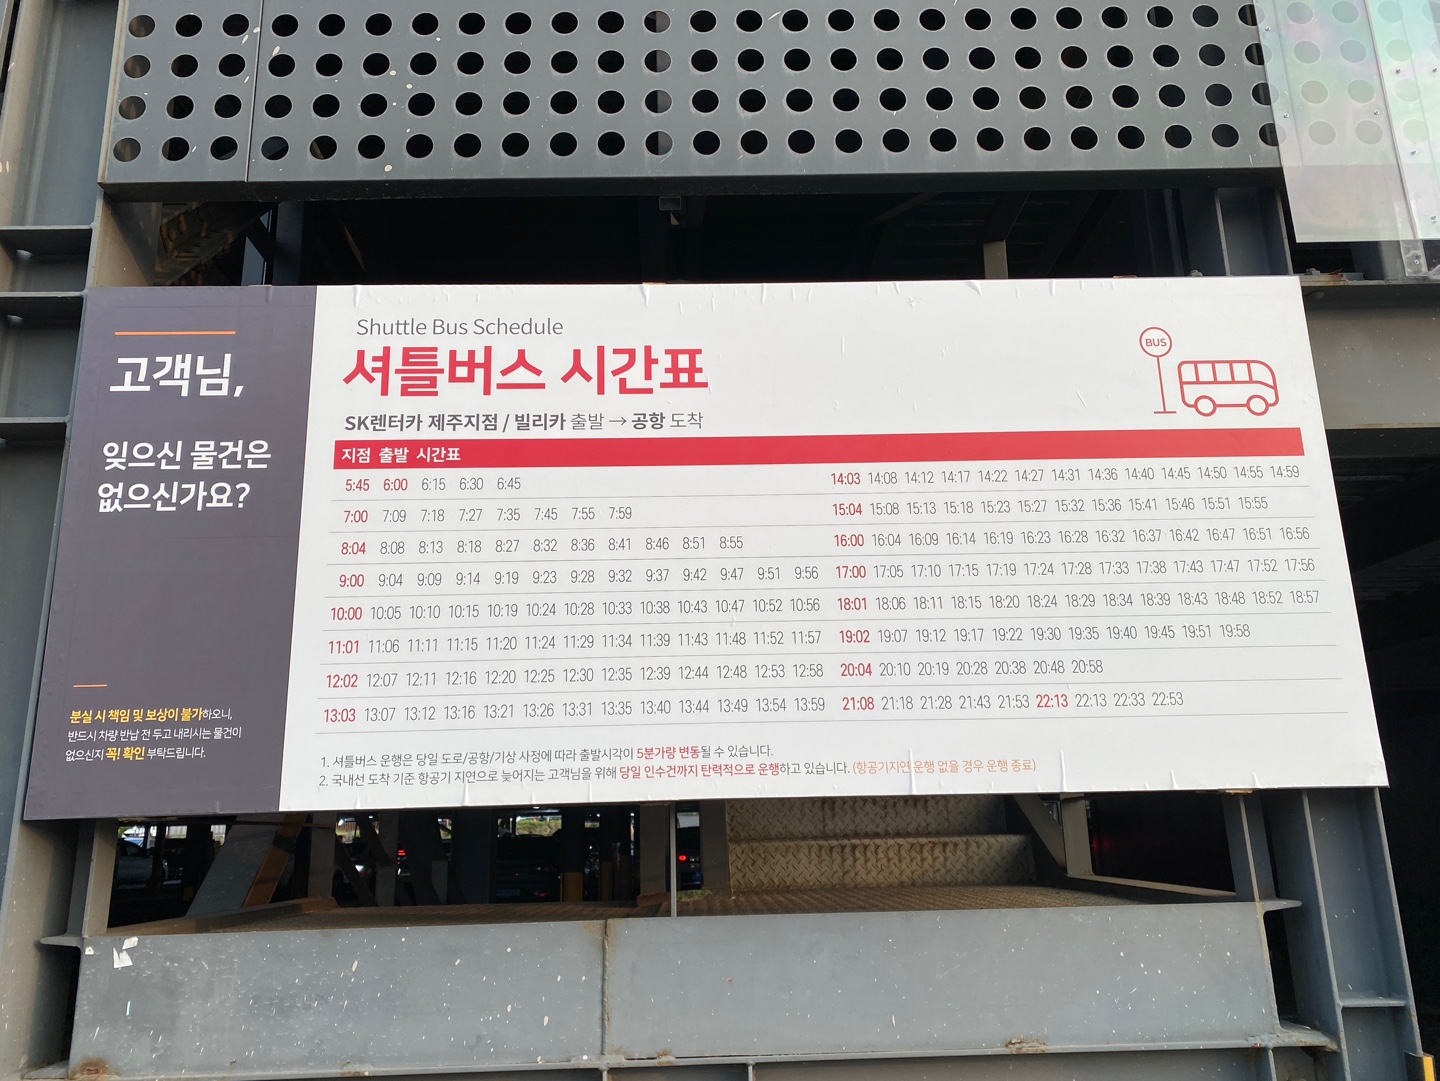 고객님,
잊으신 물건은
없으신가요?
분실 시 책임 및 보상이 불가하오니,
반드시 차량 반납 전 두고 내리시는 물건이
없으신지 꼭! 확인 부탁드립니다.
Shuttle Bus Schedule
셔틀버스 시간표
BUS
SK렌터카 제주지점 / 빌리카 출발 → 공항 도착
지점 출발 시간표
5:45 6:00 6:15 6:30 6:45
7:00 7:09 7:18 7:27 7:35 7:45 7:55 7:59
8:04 8:08 8:13 8:18 8:27 8:32 8:36 8:41 8:46 8:51 8:55
9:00 9:04 9:09 9:14 9:19 9:23 9:28 9:32 9:37 9:42 9:47 9:51 9:56
10:00 10:05 10:10 10:15 10:19 10:24 10:28 10:33 10:38 10:43 10:47 10:52 10:56
11:01 11:06 11:11 11:15 11:20 11:24 11:29 11:34 11:39 11:43 11:48 11:52 11:57
12:02 12:07 12:11 12:16 12:20 12:25 12:30 12:35 12:39 12:44 12:48 12:53 12:58
13:03 13:07 13:12 13:16 13:21 13:26 13:31 13:35 13:40 13:44 13:49 13:54 13:59
14:03 14:08 14:12 14:17 14:22 14:27 14:31 14:36 14:40 14:45 14:50 14:55 14:59
15:04 15:08 15:13 15:18 15:23 15:27 15:32 15:36 15:41 15:46 15:51 15:55
16:00 16:04 16:09 16:14 16:19 16:23 16:28 16:32 16:37 16:42 16:47 16:51 16:56
17:00 17:05 17:10 17:15 17:19 17:24 17:28 17:33 17:38 17:43 17:47 17:52 17:56
18:01 18:06 18:11 18:15 18:20 18:24 18:29 18:34 18:39 18:43 18:48 18:52 18:57
19:02 19:07 19:12 19:17 19:22 19:30 19:35 19:40 19:45 19:51 19:58
20:04 20:10 20:19 20:28 20:38 20:48 20:58
21:08 21:18 21:28 21:43 21:53 22:13 22:13 22:33 22:53
1. 셔틀버스 운행은 당일 도로/공항/기상 사정에 따라 출발시각이 5분가량 변동될 수 있습니다.
2. 국내선 도착 기준 항공기 지연으로 늦어지는 고객님을 위해 당일 인수건까지 탄력적으로 운행하고 있습니다. (항공기지연 운행 없을 경우 운행 종료)